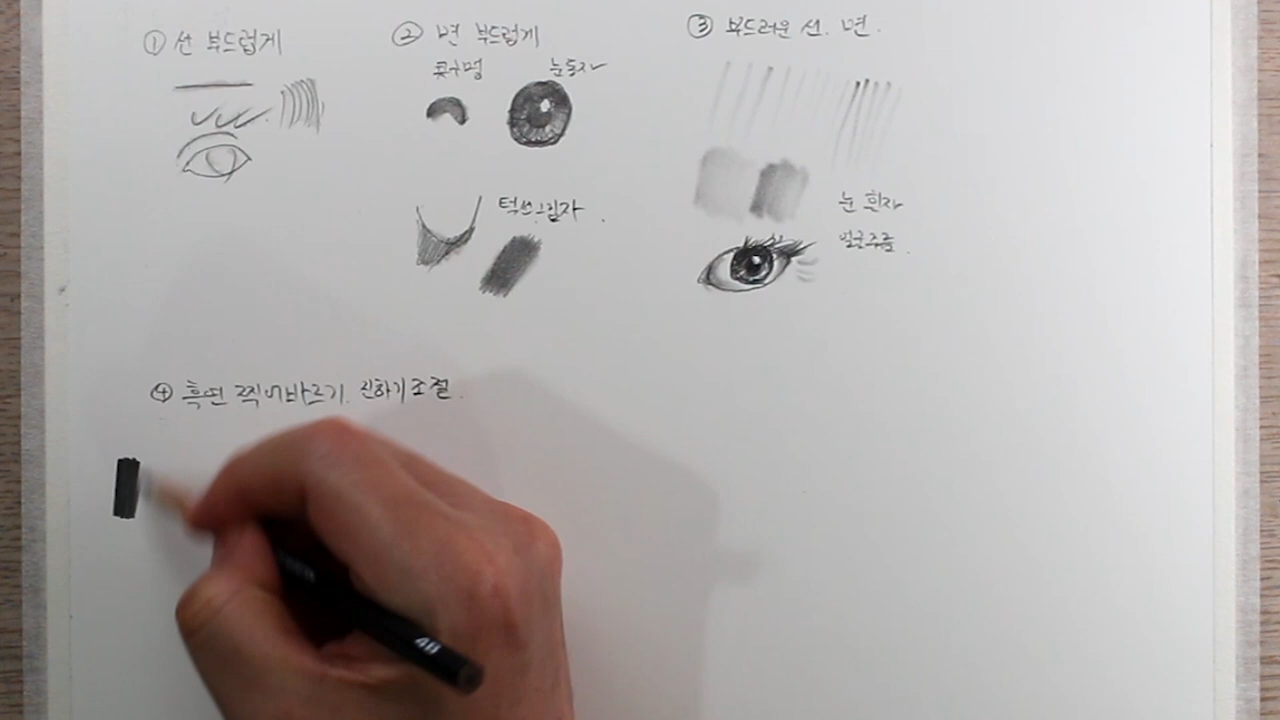 ① 선 부드럽게
② 면 부드럽게
콧구멍
눈동자
턱선그림자.
③ 부드러운 선. 면.
눈 흰자
얼굴주름.
④ 흑연 찍어바르기. 진하기조절.
4H